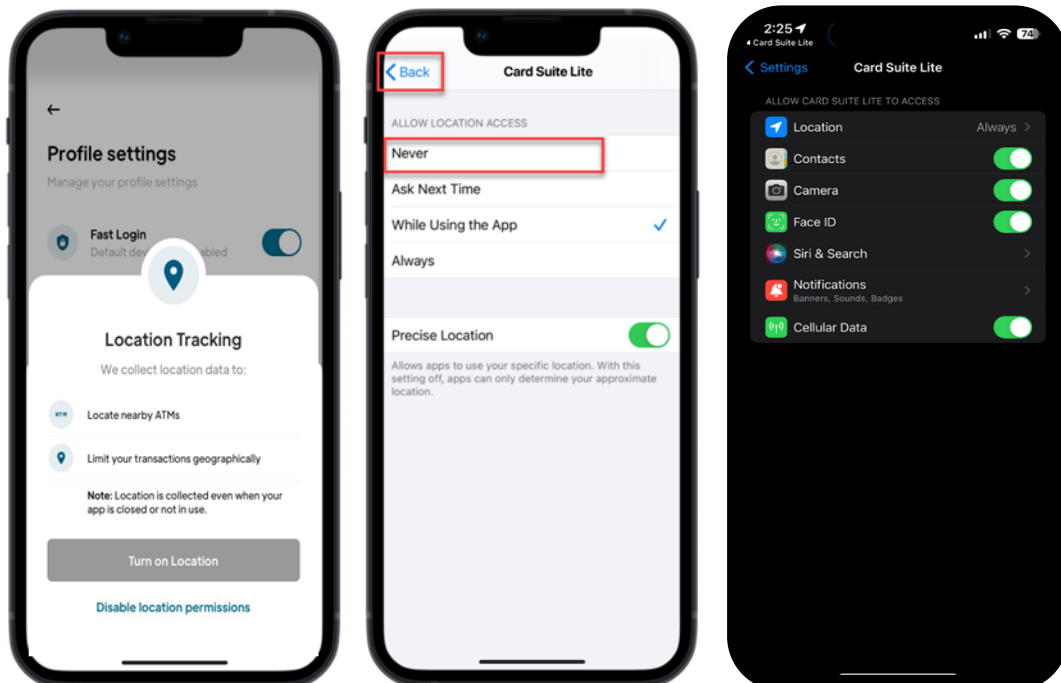 ←
Profile settings
Manage your profile settings
Fast Login
Default dev abled
Location Tracking
We collect location data to:
ATM
Locate nearby ATMs
Limit your transactions geographically
Note: Location is collected even when your
app is closed or not in use.
Turn on Location
Disable location permissions
Back
Card Suite Lite
ALLOW LOCATION ACCESS
Never
Ask Next Time
While Using the App
Always
Precise Location
Allows apps to use your specific location. With this
setting off, apps can only determine your approximate
location.
2:25
Card Suite Lite
74
Settings
Card Suite Lite
ALLOW CARD SUITE LITE TO ACCESS
Location Always
Contacts
Camera
Face ID
Siri & Search
Notifications
Banners, Sounds, Badges
Cellular Data